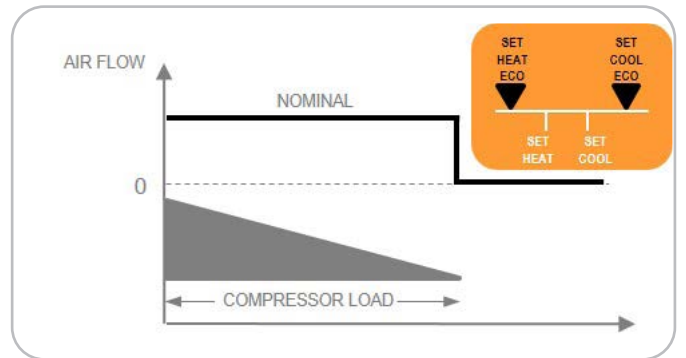 AIR FLOW
NOMINAL
0
COMPRESSOR LOAD
SET
HEAT
ECO
SET
COOL
ECO
SET
HEAT
SET
COOL